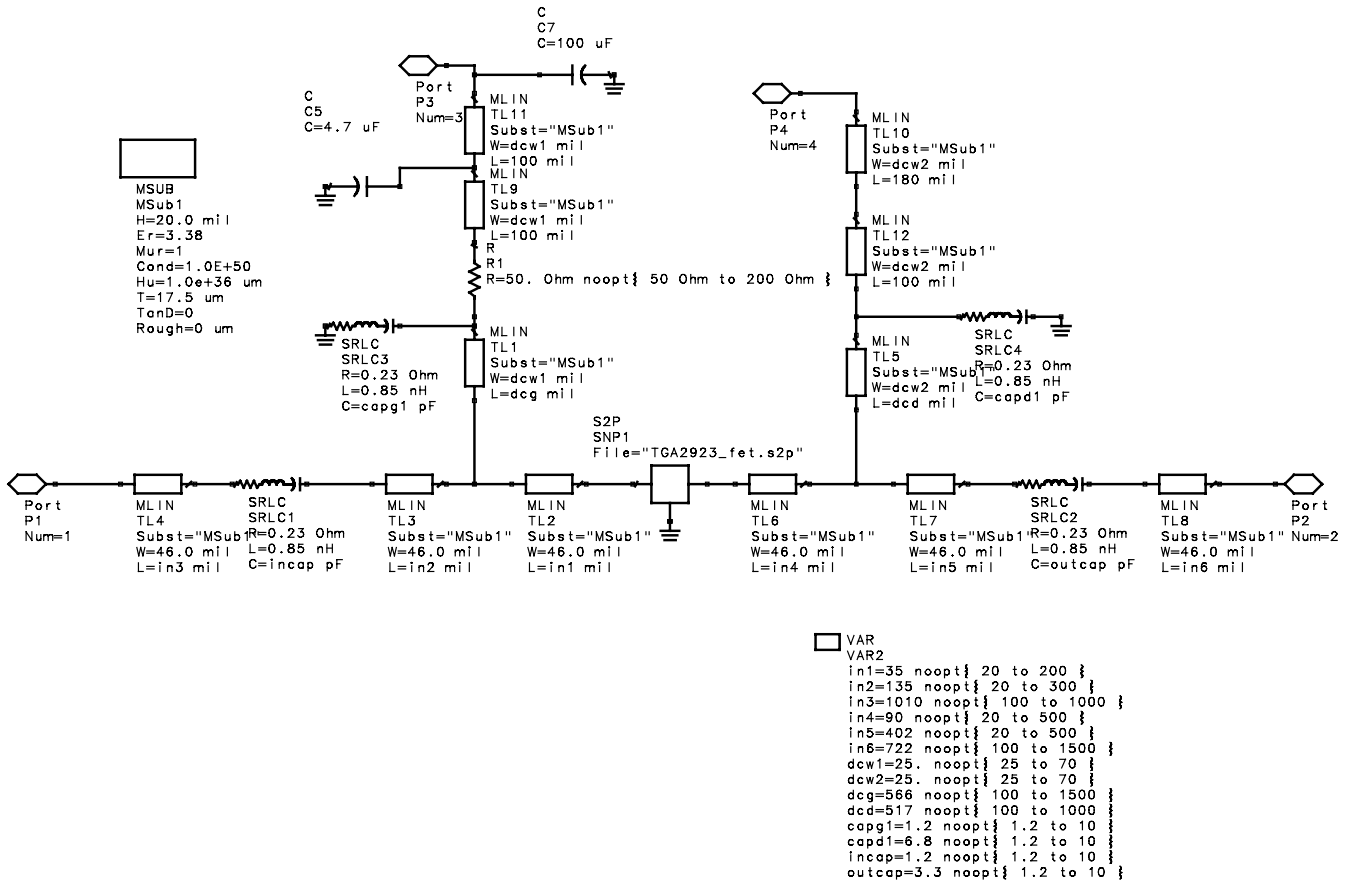 C
C7
C=100 uF
Port
P3
Num=3
C
C5
C=4.7 uF
MLIN
TL11
Subst="MSub1"
W=dcw1 mil
L=100 mil
Port
P4
Num=4
MLIN
TL10
Subst="MSub1"
W=dcw2 mil
L=180 mil
MSUB
MSub1
H=20.0 mil
Er=3.38
Mur=1
Cond=1.0E+50
Hu=1.0e+36 um
T=17.5 um
TanD=0
Rough=0 um
MLIN
TL9
Subst="MSub1"
W=dcw1 mil
L=100 mil
R
R1
R=50. Ohm noopt{ 50 Ohm to 200 Ohm }
MLIN
TL12
Subst="MSub1"
W=dcw2 mil
L=100 mil
SRLC
SRLC3
R=0.23 Ohm
L=0.85 nH
C=capg1 pF
MLIN
TL1
Subst="MSub1"
W=dcw1 mil
L=dcg mil
MLIN
TL5
Subst="MSub1"
W=dcw2 mil
L=dcd mil
SRLC
SRLC4
R=0.23 Ohm
L=0.85 nH
C=capd1 pF
S2P
SNP1
File="TGA2923_fet.s2p"
Port
P1
Num=1
MLIN
TL4
Subst="MSub1"
W=46.0 mil
L=in3 mil
SRLC
SRLC1
R=0.23 Ohm
L=0.85 nH
C=incap pF
MLIN
TL3
Subst="MSub1"
W=46.0 mil
L=in2 mil
MLIN
TL2
Subst="MSub1"
W=46.0 mil
L=in1 mil
MLIN
TL6
Subst="MSub1"
W=46.0 mil
L=in4 mil
MLIN
TL7
Subst="MSub1"
W=46.0 mil
L=in5 mil
SRLC
SRLC2
R=0.23 Ohm
L=0.85 nH
C=outcap pF
MLIN
TL8
Subst="MSub1"
W=46.0 mil
L=in6 mil
Port
P2
Num=2
VAR
VAR2
in1=35 noopt{ 20 to 200 }
in2=135 noopt{ 20 to 300 }
in3=1010 noopt{ 100 to 1000 }
in4=90 noopt{ 20 to 500 }
in5=402 noopt{ 20 to 500 }
in6=722 noopt{ 100 to 1500 }
dcw1=25. noopt{ 25 to 70 }
dcw2=25. noopt{ 25 to 70 }
dcg=566 noopt{ 100 to 1500 }
dcd=517 noopt{ 100 to 1000 }
capg1=1.2 noopt{ 1.2 to 10 }
capd1=6.8 noopt{ 1.2 to 10 }
incap=1.2 noopt{ 1.2 to 10 }
outcap=3.3 noopt{ 1.2 to 10 }